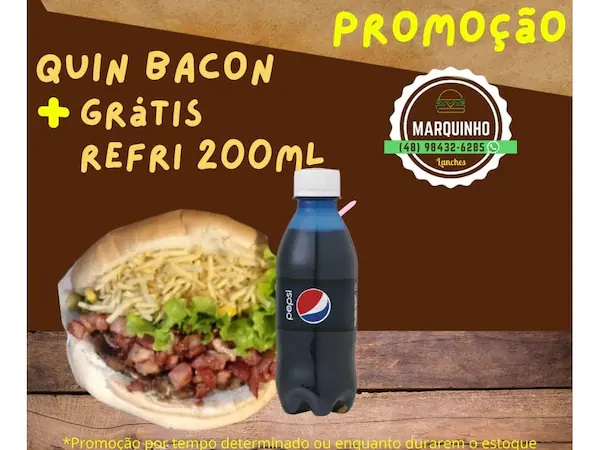 PROMOÇÃO
QUIN BACON
+ GRÁTIS
REFRI 200ML
MARQUINHO
(48) 98432-6285
Lanches
pepsi
*Promoção por tempo determinado ou enquanto durarem o estoque